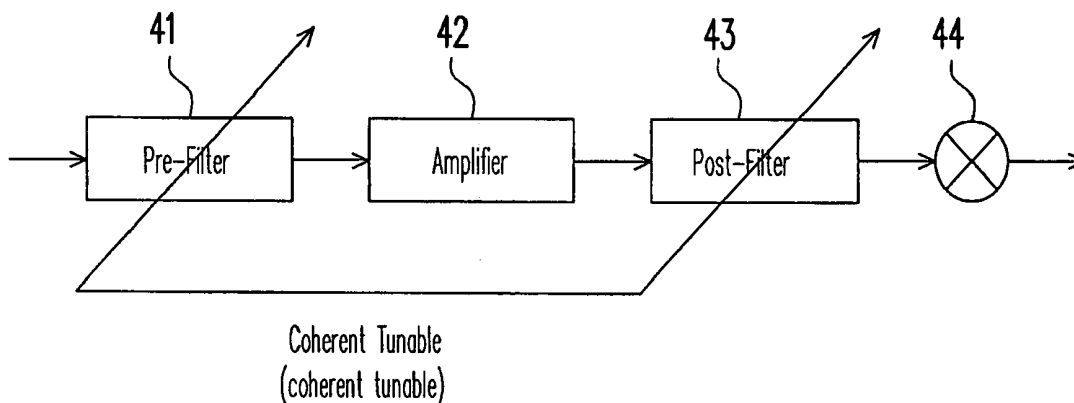 41
42
43
44
Pre-Filter
Amplifier
Post-Filter
Coherent Tunable
(coherent tunable)